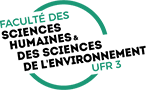 FACULTÉ DES
SCIENCES
HUMAINES &
DES SCIENCES
DE L'ENVIRONNEMENT
UFR 3